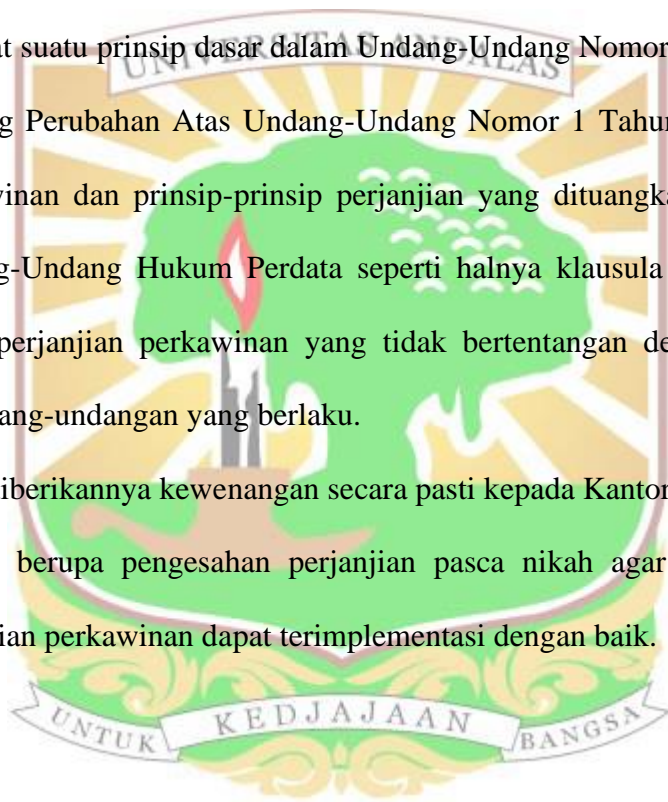 at suatu prinsip dasar dalam Undang-Undang Nomor
UNIVERSITAS ANDALAS
g Perubahan Atas Undang-Undang Nomor 1 Tahun
winan dan prinsip-prinsip perjanjian yang dituangka
g-Undang Hukum Perdata seperti halnya klausula
perjanjian perkawinan yang tidak bertentangan de
ang-undangan yang berlaku.
iberikannya kewenangan secara pasti kepada Kantor
berupa pengesahan perjanjian pasca nikah agar
ian perkawinan dapat terimplementasi dengan baik.
UNTUK KEDJAJAAN BANGSA